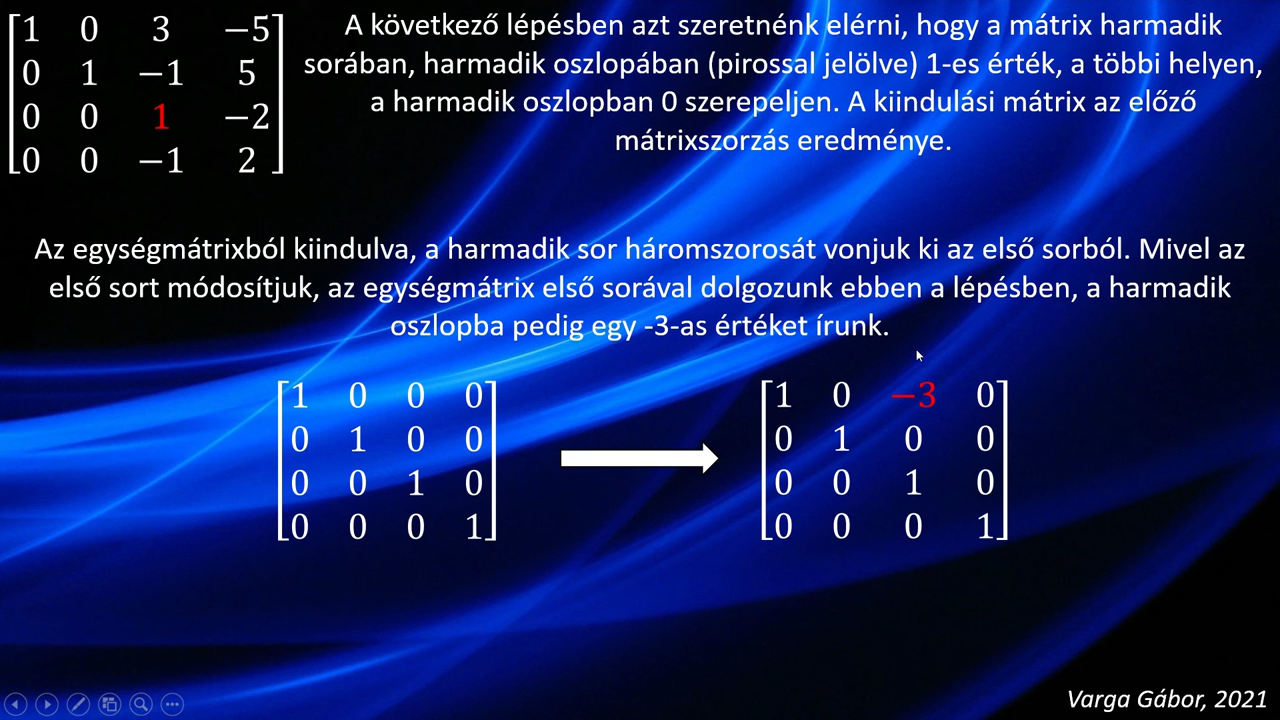 [1 0 3 −5]
[0 1 −1 5]
[0 0 1 −2]
[0 0 −1 2]
A következő lépésben azt szeretnénk elérni, hogy a mátrix harmadik
sorában, harmadik oszlopában (pirossal jelölve) 1-es érték, a többi helyen,
a harmadik oszlopban 0 szerepeljen. A kiindulási mátrix az előző
mátrixszorzás eredménye.
Az egységmátrixból kiindulva, a harmadik sor háromszorosát vonjuk ki az első sorból. Mivel az
első sort módosítjuk, az egységmátrix első sorával dolgozunk ebben a lépésben, a harmadik
oszlopba pedig egy -3-as értéket írunk.
[1 0 0 0]
[0 1 0 0]
[0 0 1 0]
[0 0 0 1]
[1 0 −3 0]
[0 1 0 0]
[0 0 1 0]
[0 0 0 1]
Varga Gábor, 2021